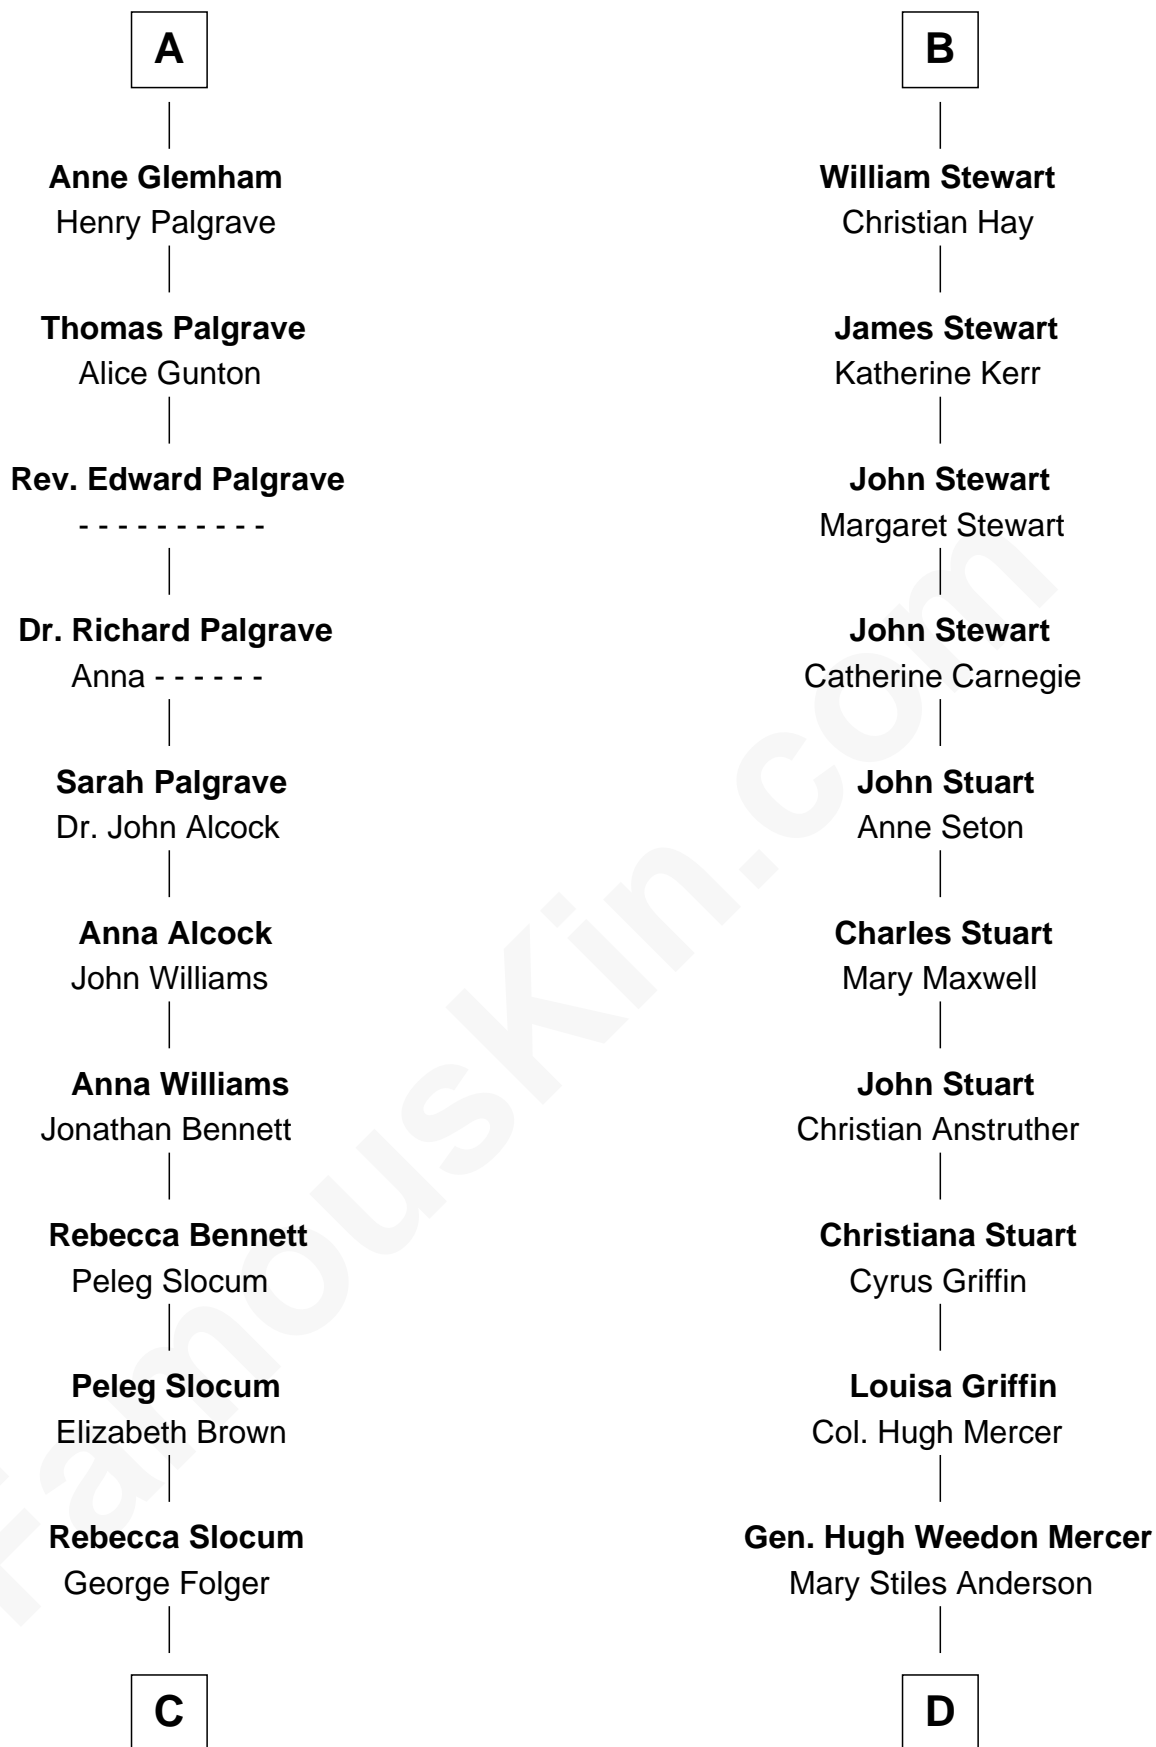 A
Anne Glemham
Henry Palgrave
Thomas Palgrave
Alice Gunton
Rev. Edward Palgrave
- - - - - - - - - -
Dr. Richard Palgrave
Anna - - - - - -
Sarah Palgrave
Dr. John Alcock
Anna Alcock
John Williams
Anna Williams
Jonathan Bennett
Rebecca Bennett
Peleg Slocum
Peleg Slocum
Elizabeth Brown
Rebecca Slocum
George Folger
C
B
William Stewart
Christian Hay
James Stewart
Katherine Kerr
John Stewart
Margaret Stewart
John Stewart
Catherine Carnegie
John Stuart
Anne Seton
Charles Stuart
Mary Maxwell
John Stuart
Christian Anstruther
Christiana Stuart
Cyrus Griffin
Louisa Griffin
Col. Hugh Mercer
Gen. Hugh Weedon Mercer
Mary Stiles Anderson
D
FamousKin.com